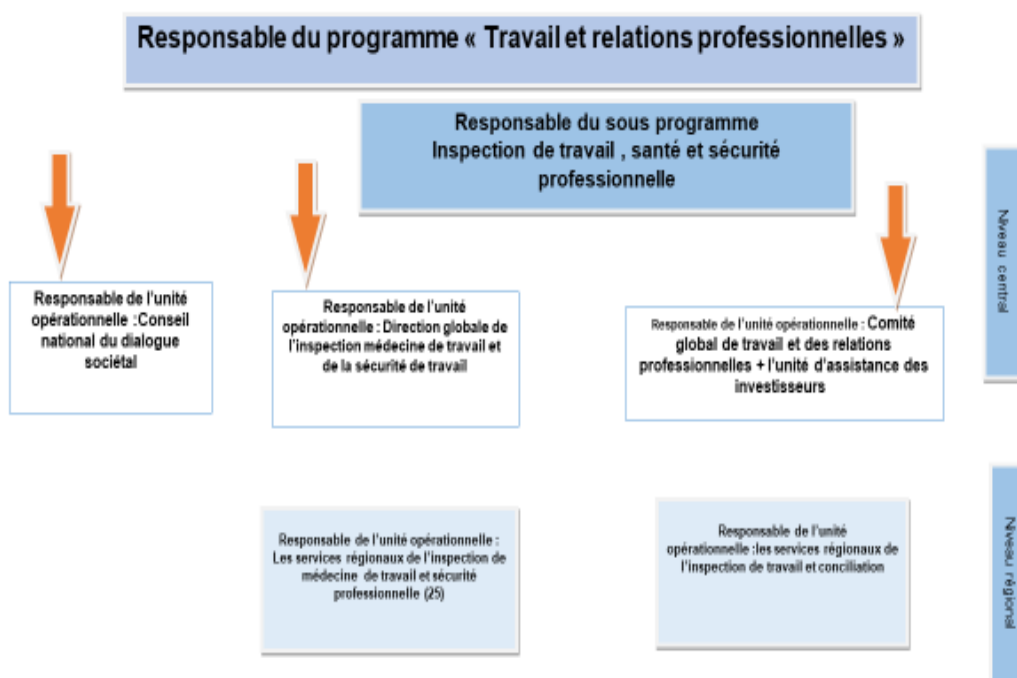 Responsable du programme « Travail et relations professionnelles »
Responsable du sous programme
Inspection de travail , santé et sécurité
professionnelle
Niveau central
Responsable de l'unité
opérationnelle :Conseil
national du dialogue
sociétal
Responsable de l'unité
opérationnelle : Direction globale de
l'inspection médecine de travail et
de la sécurité de travail
Responsable de l'unité opérationnelle : Comité
global de travail et des relations
professionnelles + l'unité d'assistance des
investisseurs
Responsable de l'unité opérationnelle :
Les services régionaux de l'inspection de
médecine de travail et sécurité
professionnelle (25)
Responsable de l'unité
opérationnelle :les services régionaux de
l'inspection de travail et conciliation
Niveau régional